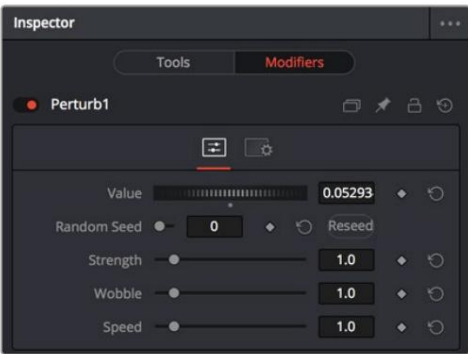 Inspector
Tools Modifiers
Perturb1
Value 0.05293
Random Seed 0 Reseed
Strength 1.0
Wobble 1.0
Speed 1.0